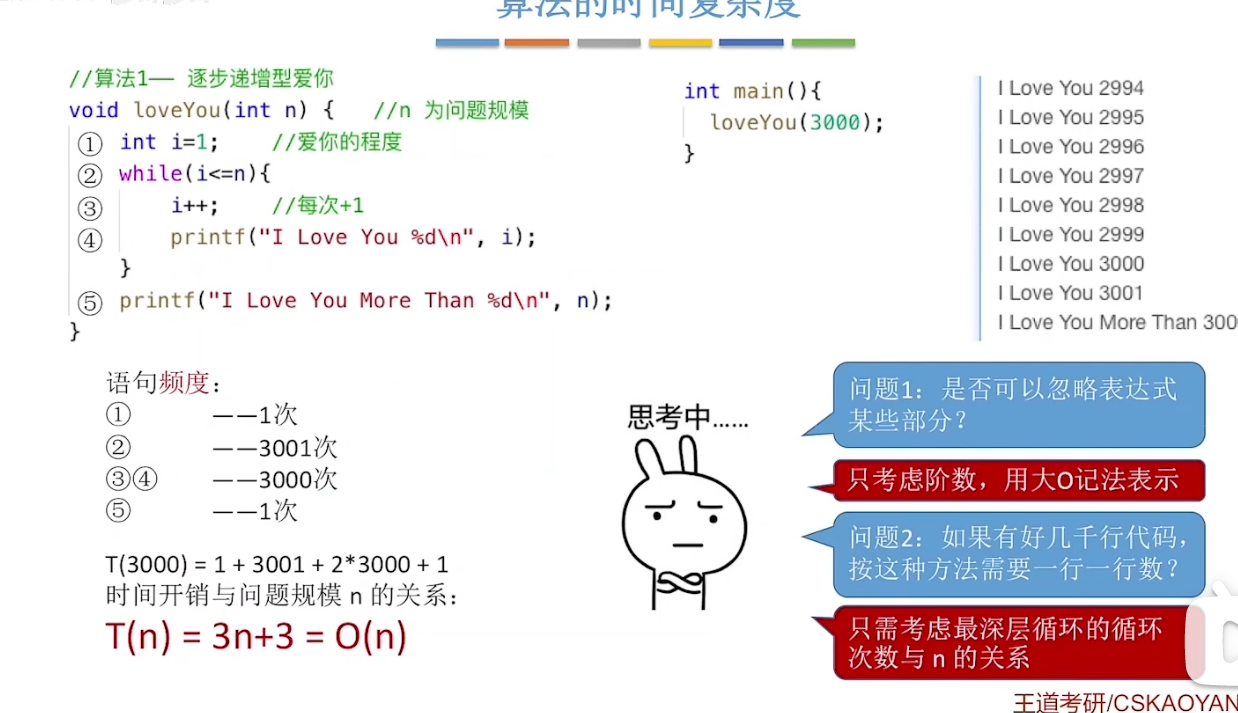 算法的时间复杂度
//算法1—— 逐步递增型爱你
void loveYou(int n) {   //n 为问题规模
① int i=1;    //爱你的程度
② while(i<=n){
③ i++;    //每次+1
④ printf("I Love You %d\n", i);
}
⑤ printf("I Love You More Than %d\n", n);
}
int main(){
loveYou(3000);
}
I Love You 2994
I Love You 2995
I Love You 2996
I Love You 2997
I Love You 2998
I Love You 2999
I Love You 3000
I Love You 3001
I Love You More Than 300
语句频度：
① ——1次
② ——3001次
③④ ——3000次
⑤ ——1次
T(3000) = 1 + 3001 + 2*3000 + 1
时间开销与问题规模 n 的关系：
T(n) = 3n+3 = O(n)
思考中......
问题1：是否可以忽略表达式
某些部分？
只考虑阶数，用大O记法表示
问题2：如果有好几千行代码，
按这种方法需要一行一行数？
只需考虑最深层循环的循环
次数与 n 的关系
王道考研/CSKAOYAN